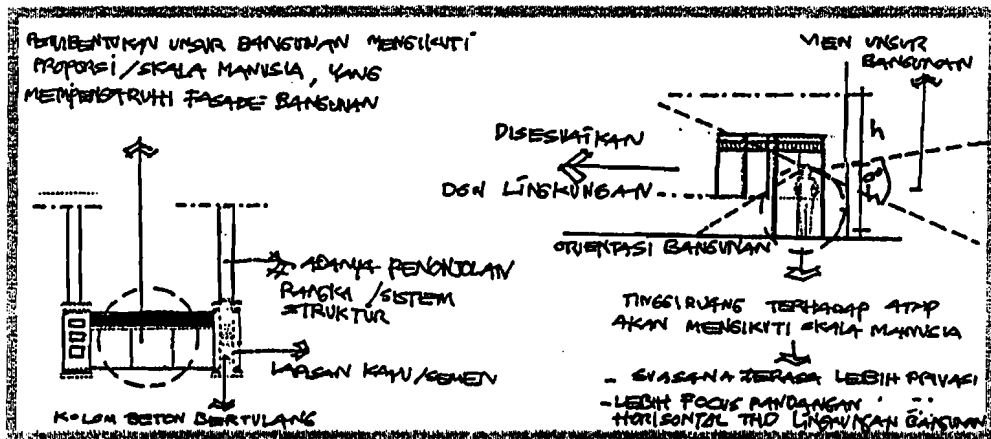 PEMBENTUKAN UNSUR BANGUNAN MENGIKUTI
PROPORSI/SKALA MANUSIA, YANG
MEMPENGARUHI FASADE BANGUNAN
ADANYA PENONJOLAN
RANGKA/SISTEM
STRUKTUR
LAPISAN KAYU/SEMEN
KOLOM BETON BERTULANG
VIEW UNSUR
BANGUNAN
DISESUAIKAN
DGN LINGKUNGAN
h
ORIENTASI BANGUNAN
TINGGI RUANG TERHADAP ATAP
AKAN MENGIKUTI SKALA MANUSIA
- SUASANA TERASA LEBIH PRIVASI
- LEBIH FOCUS PANDANGAN
HORISONTAL THD LINGKUNGAN BANGUNAN